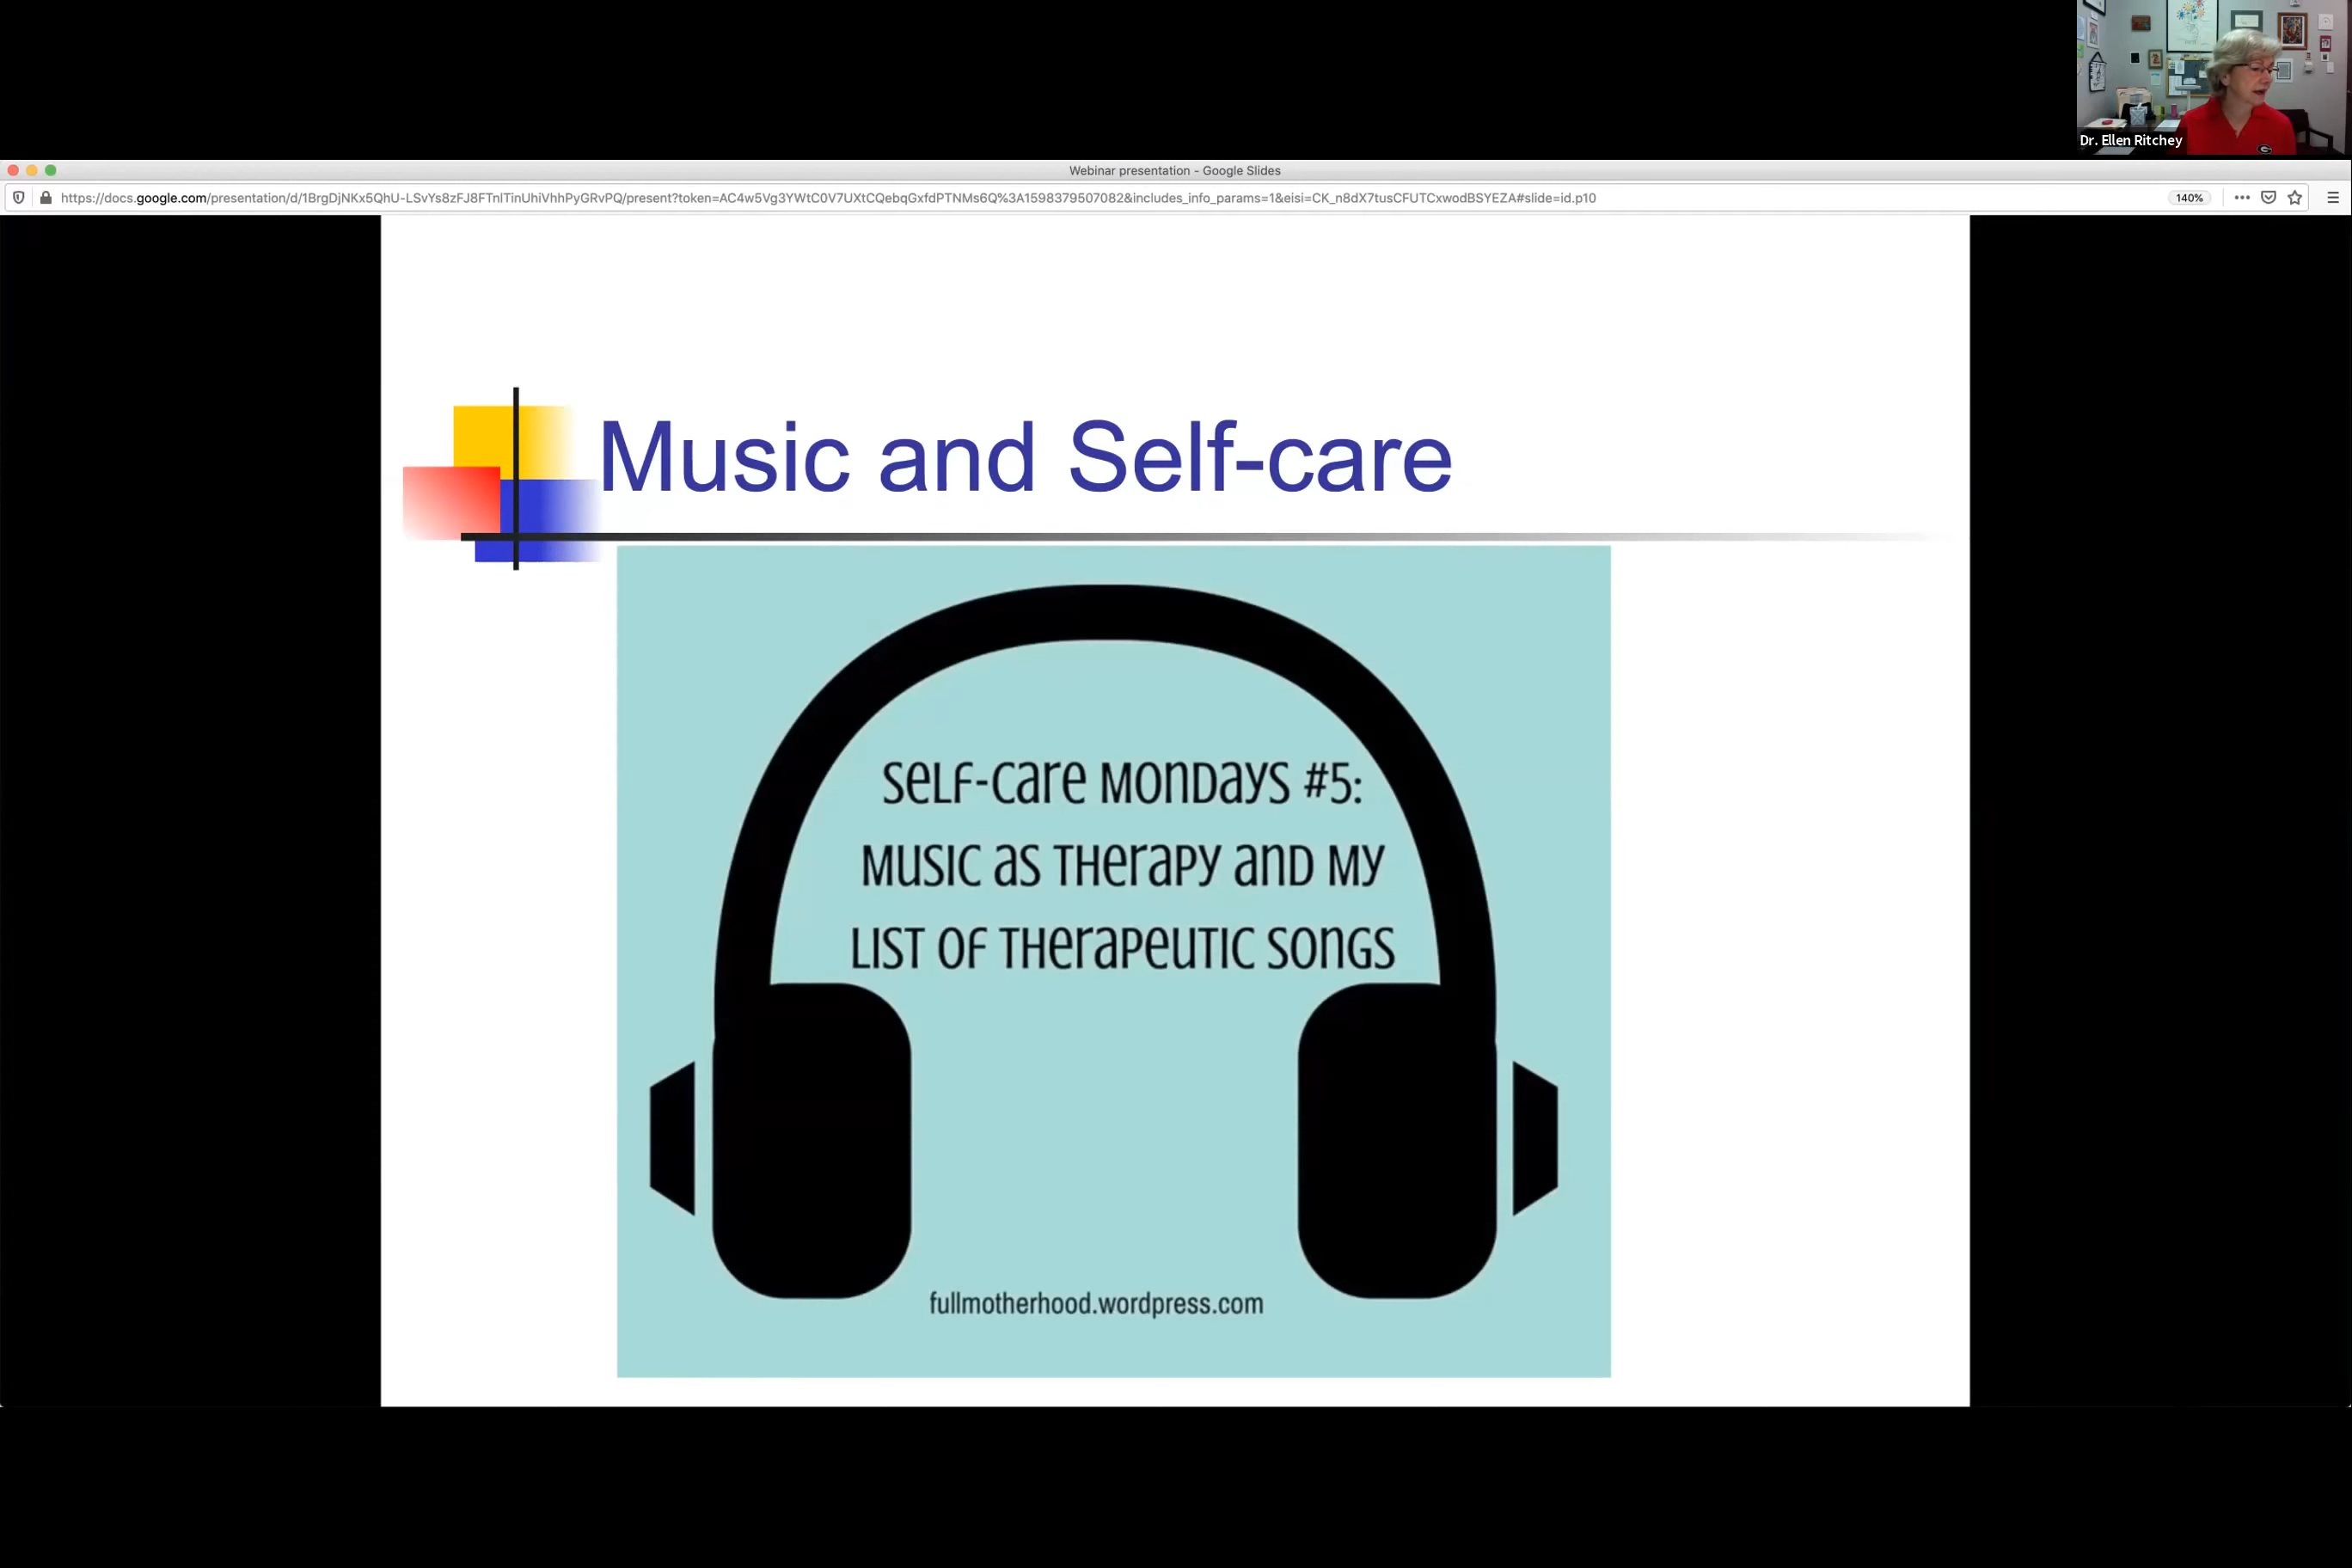 Dr. Ellen Ritchey
Webinar presentation - Google Slides
https://docs.google.com/presentation/d/1BrgDjNKx5QhU-LSvYs8zFJ8FTnlTinUhiVhhPyGRvPQ/present?token=AC4w5Vg3YWtC0V7UXtCQebqGxfdPTNMs6Q%3A1598379507082&includes_info_params=1&eisi=CK_n8dX7tusCFUTCxwodBSYEZA#slide=id.p10
140%
Music and Self-care
Self-Care Mondays #5:
Music as Therapy and My
List of Therapeutic Songs
fullmotherhood.wordpress.com